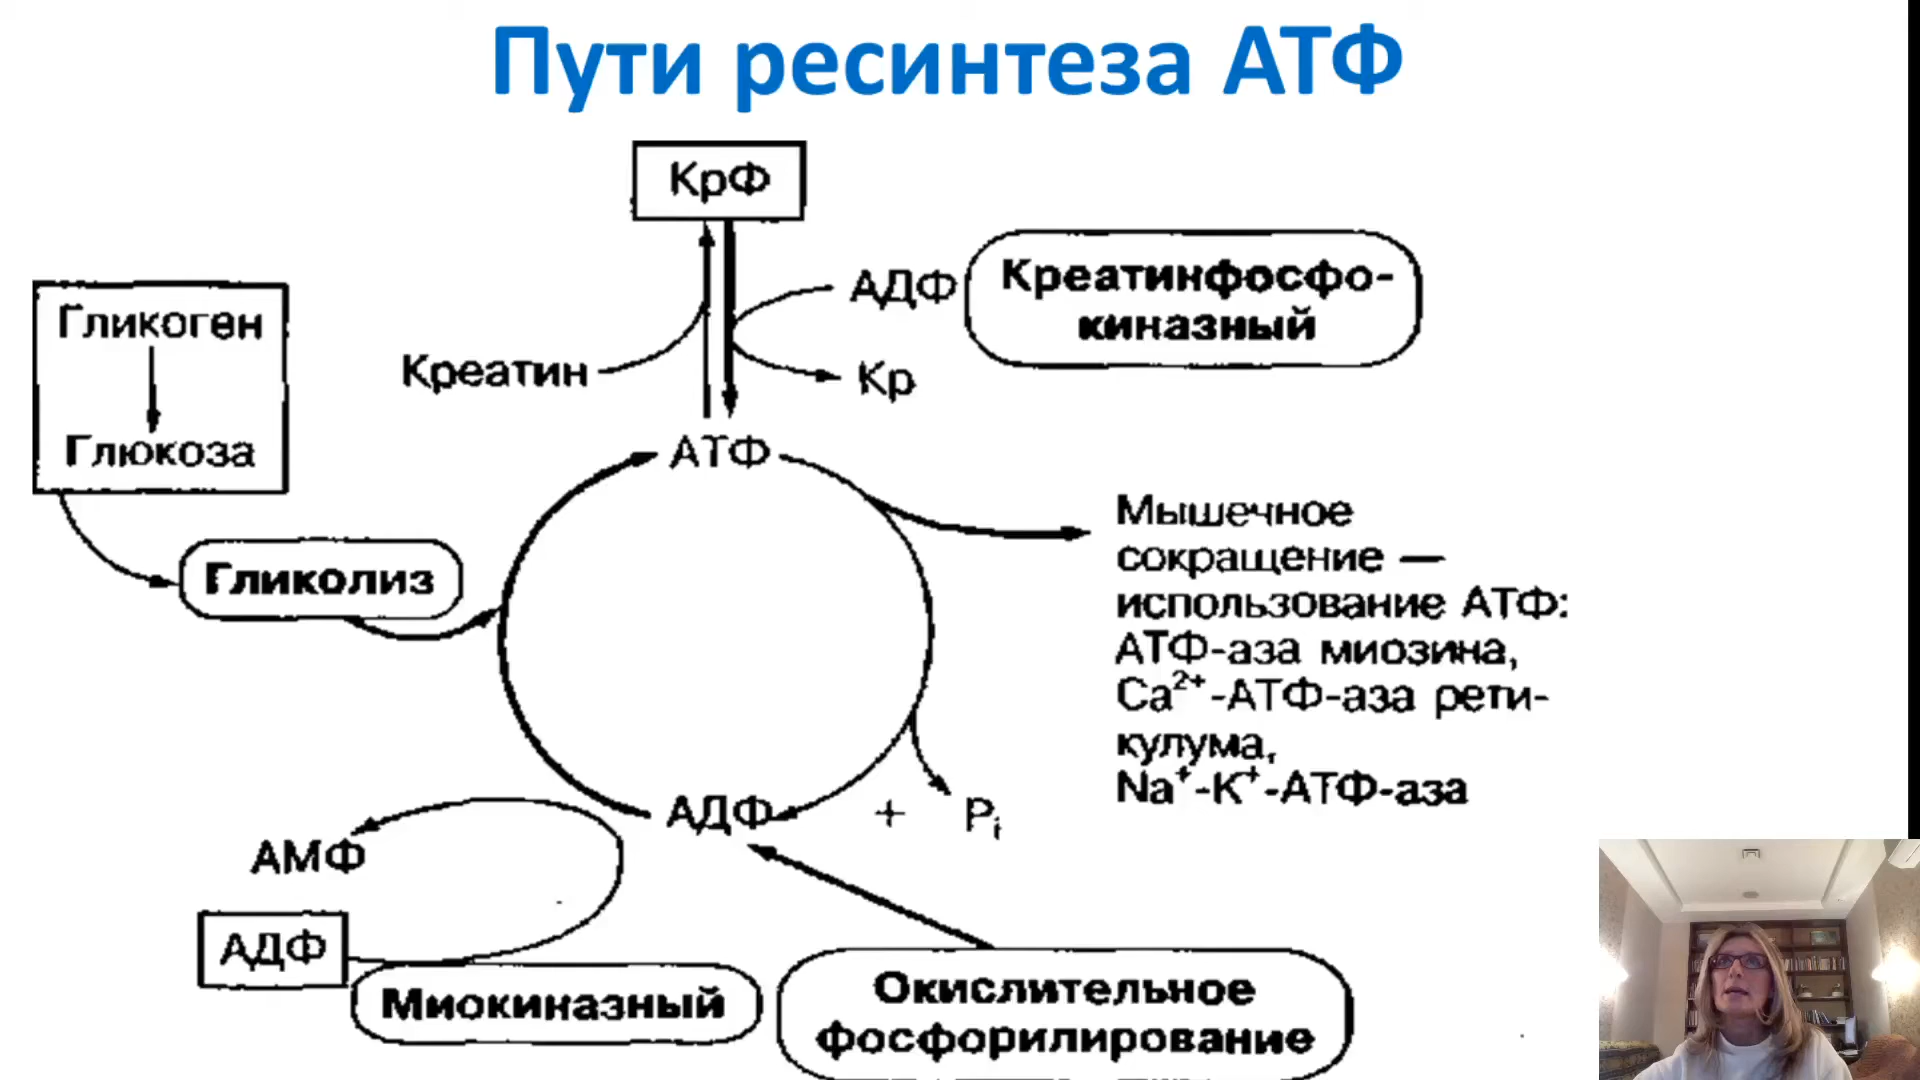 Пути ресинтеза АТФ
КрФ
АДФ
Креатинфосфо-
киназный
Гликоген
Глюкоза
Креатин
Кр
АТФ
Гликолиз
Мышечное
сокращение —
использование АТФ:
АТФ-аза миозина,
Ca²⁺-АТФ-аза рети-
кулума,
Na⁺-K⁺-АТФ-аза
АДФ + Pi
АМФ
АДФ
Миокиназный
Окислительное
фосфорилирование